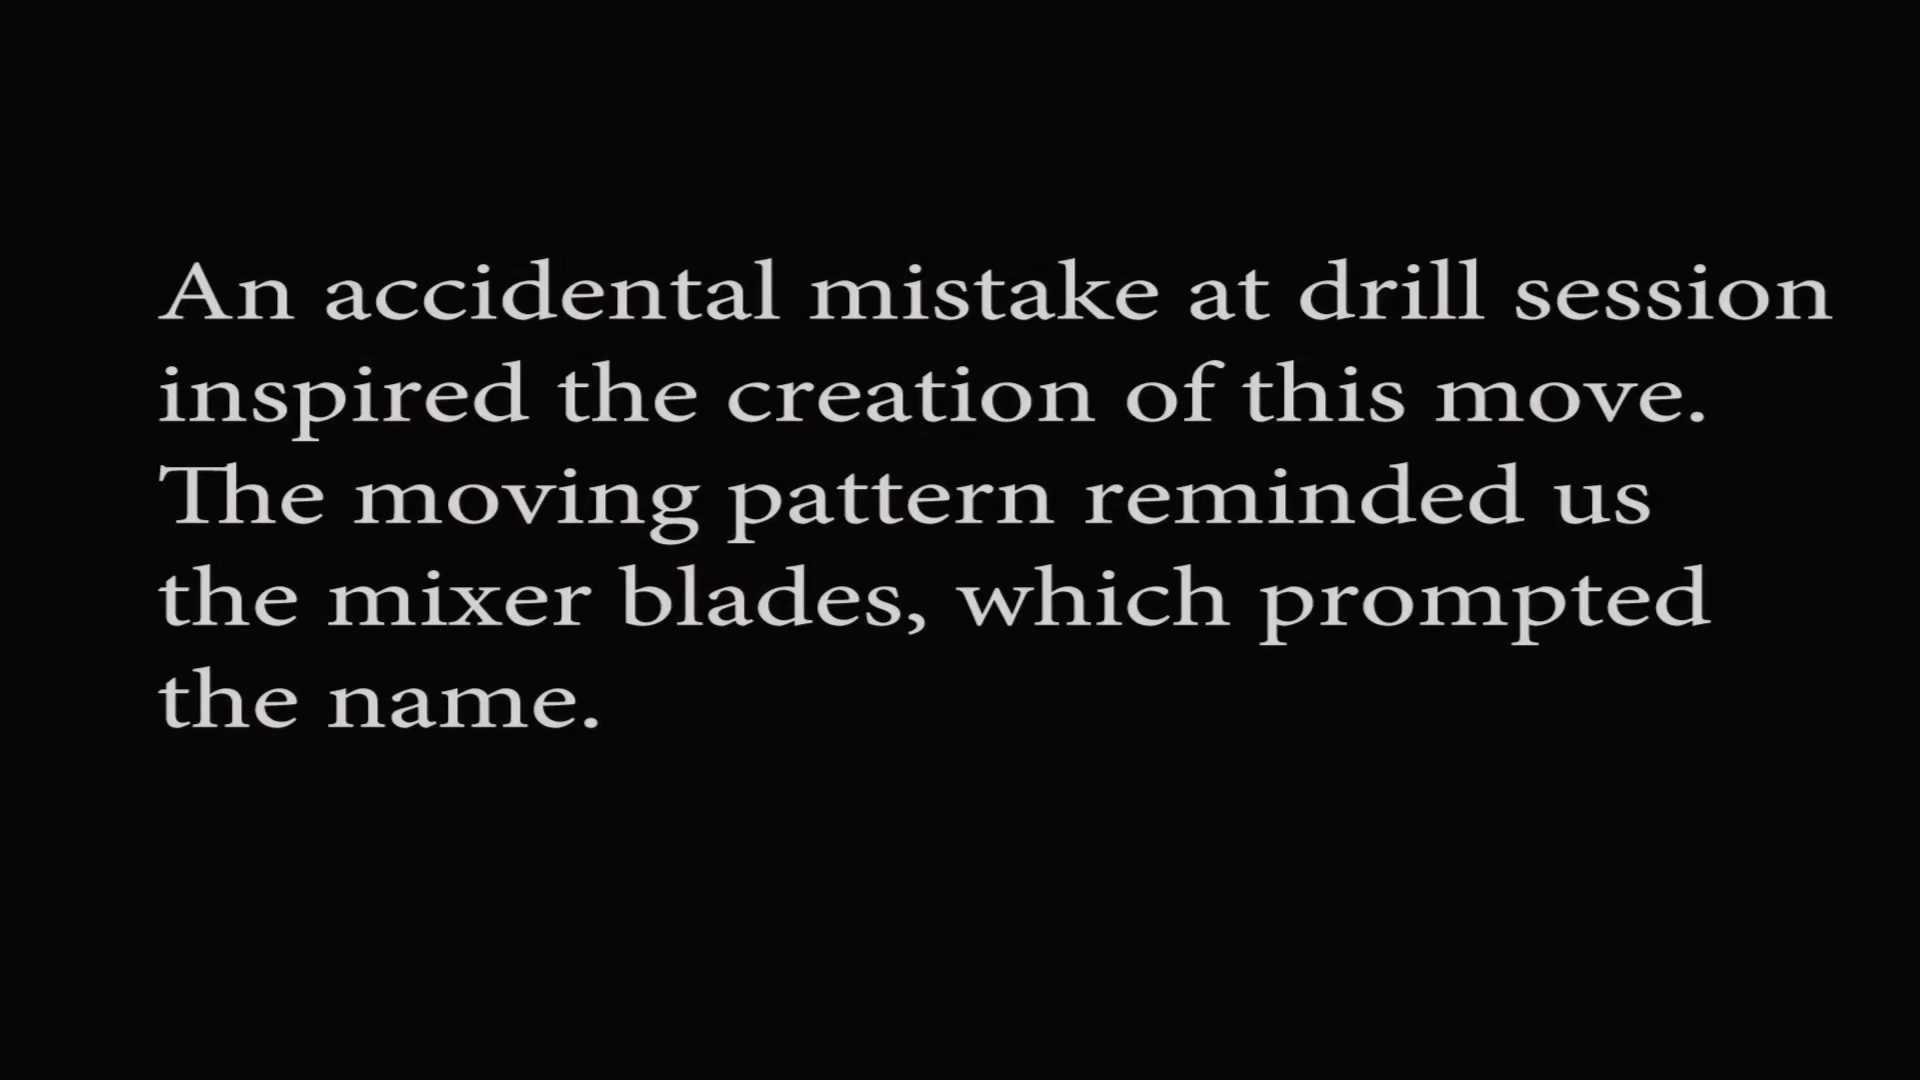 An accidental mistake at drill session
inspired the creation of this move.
The moving pattern reminded us
the mixer blades, which prompted
the name.